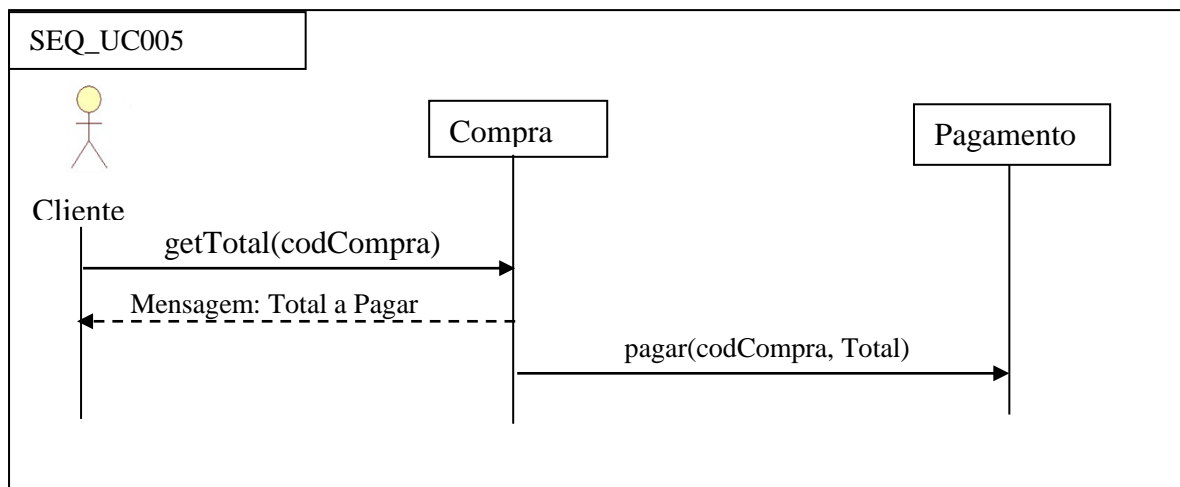 SEQ_UC005
Compra
Pagamento
Cliente
getTotal(codCompra)
Mensagem: Total a Pagar
pagar(codCompra, Total)